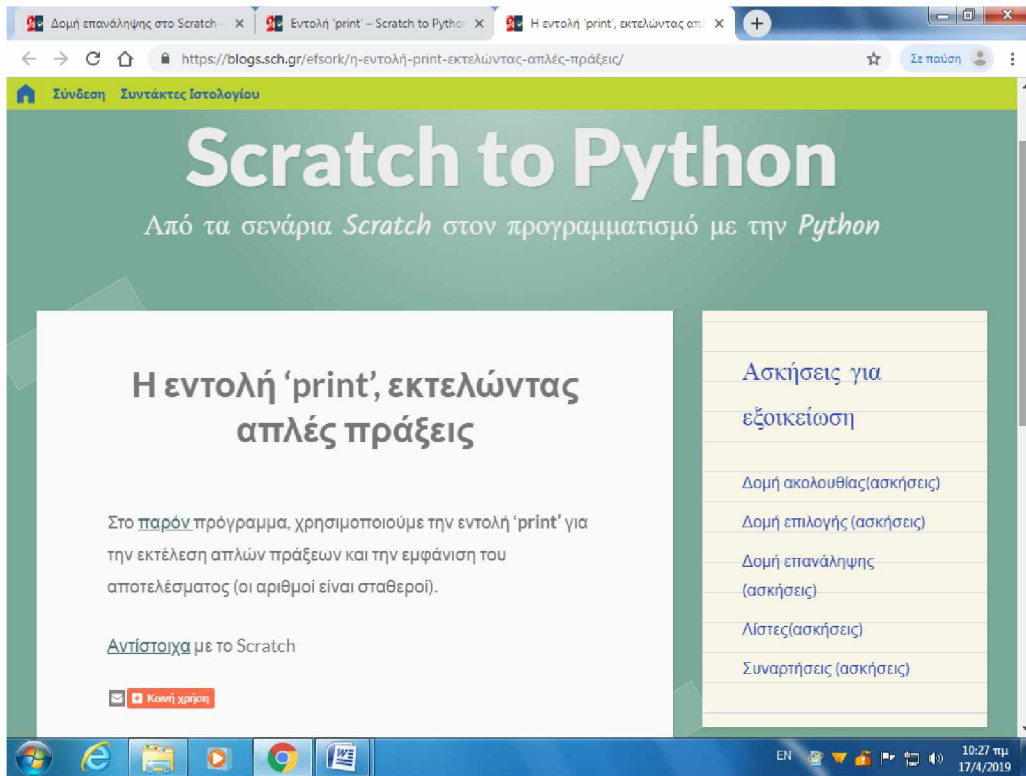 Δομή επανάληψης στο Scratch -
Εντολή 'print' – Scratch to Pytho
Η εντολή 'print', εκτελώντας απλ
https://blogs.sch.gr/efsork/η-εντολή-print-εκτελώντας-απλές-πράξεις/
Σε παύση
Σύνδεση Συντάκτες Ιστολογίου
Scratch to Python
Από τα σενάρια Scratch στον προγραμματισμό με την Python
Η εντολή ‘print’, εκτελώντας
απλές πράξεις
Στο παρόν πρόγραμμα, χρησιμοποιούμε την εντολή ‘print’ για
την εκτέλεση απλών πράξεων και την εμφάνιση του
αποτελέσματος (οι αριθμοί είναι σταθεροί).
Αντίστοιχα με το Scratch
Κοινή χρήση
Ασκήσεις για
εξοικείωση
Δομή ακολουθίας(ασκήσεις)
Δομή επιλογής (ασκήσεις)
Δομή επανάληψης
(ασκήσεις)
Λίστες(ασκήσεις)
Συναρτήσεις (ασκήσεις)
EN
10:27 πμ
17/4/2019